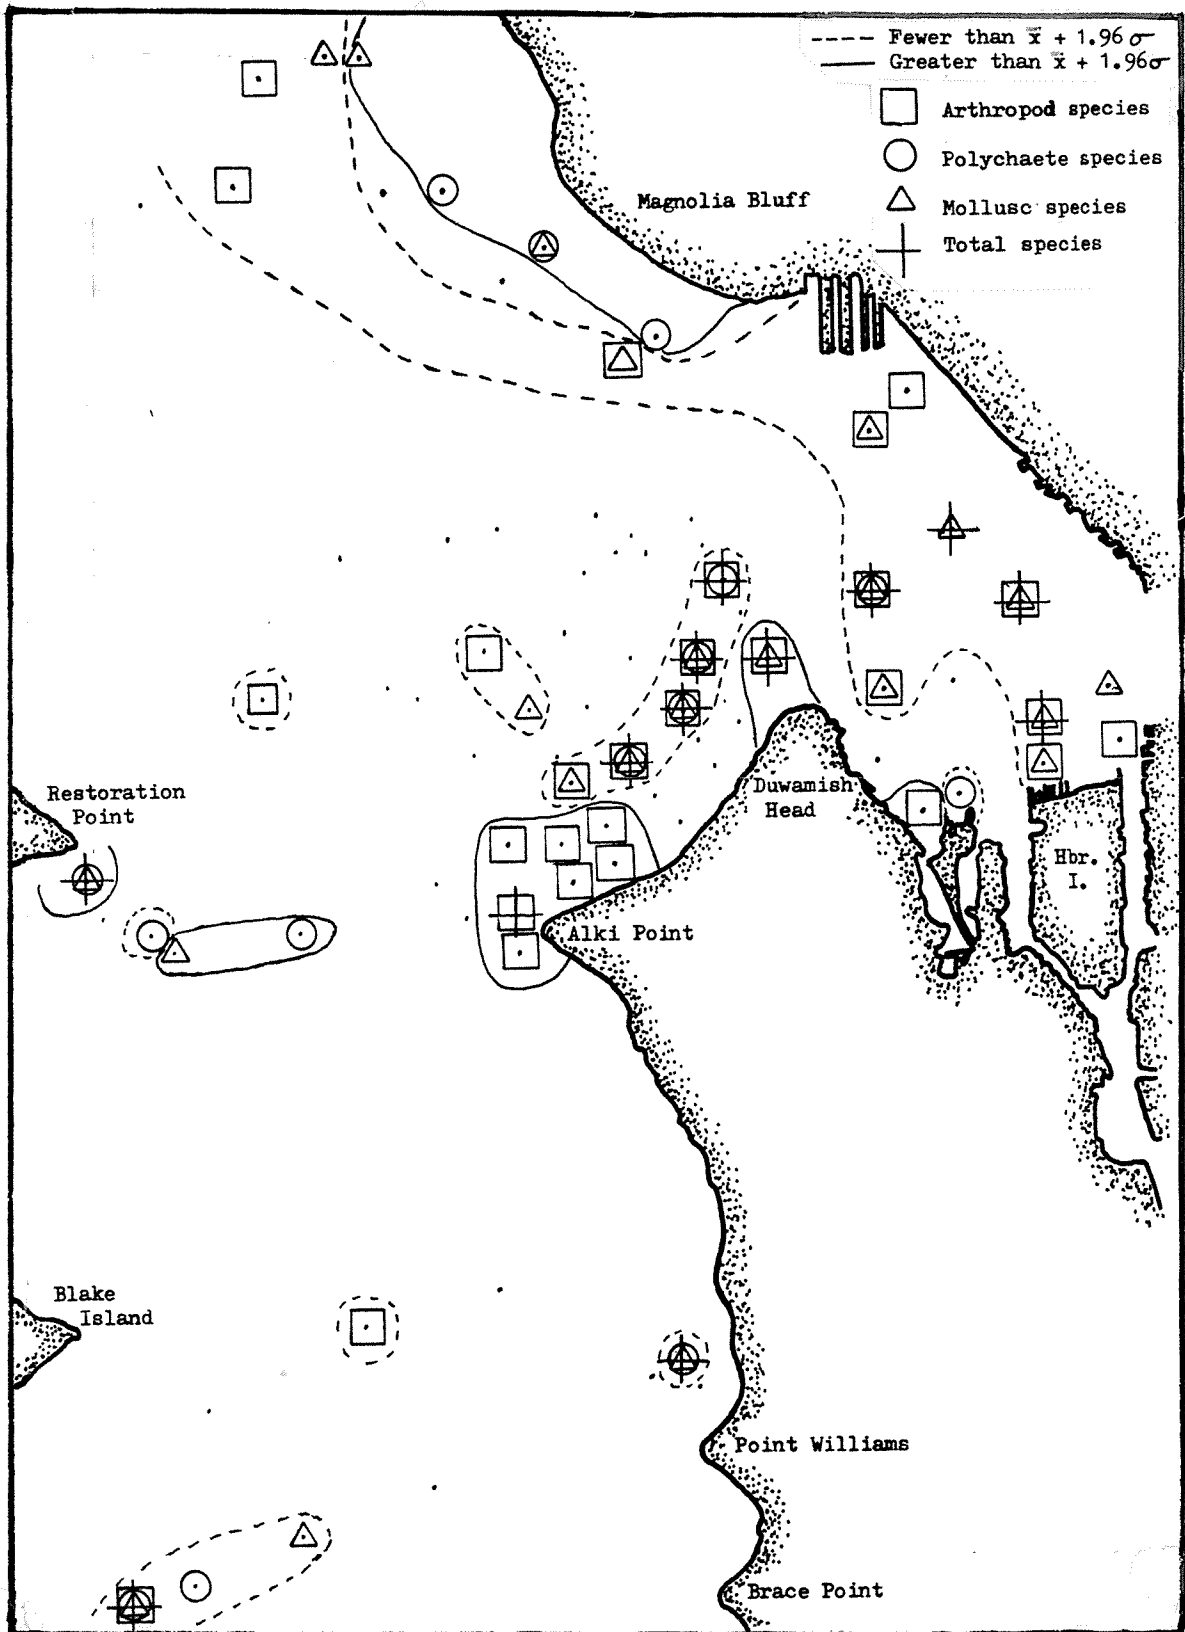 Fewer than x̄ + 1.96 σ
Greater than x̄ + 1.96σ
Arthropod species
Polychaete species
Mollusc species
Total species
Magnolia Bluff
Restoration
Point
Duwamish
Head
Hbr.
I.
Alki Point
Blake
Island
Point Williams
Brace Point